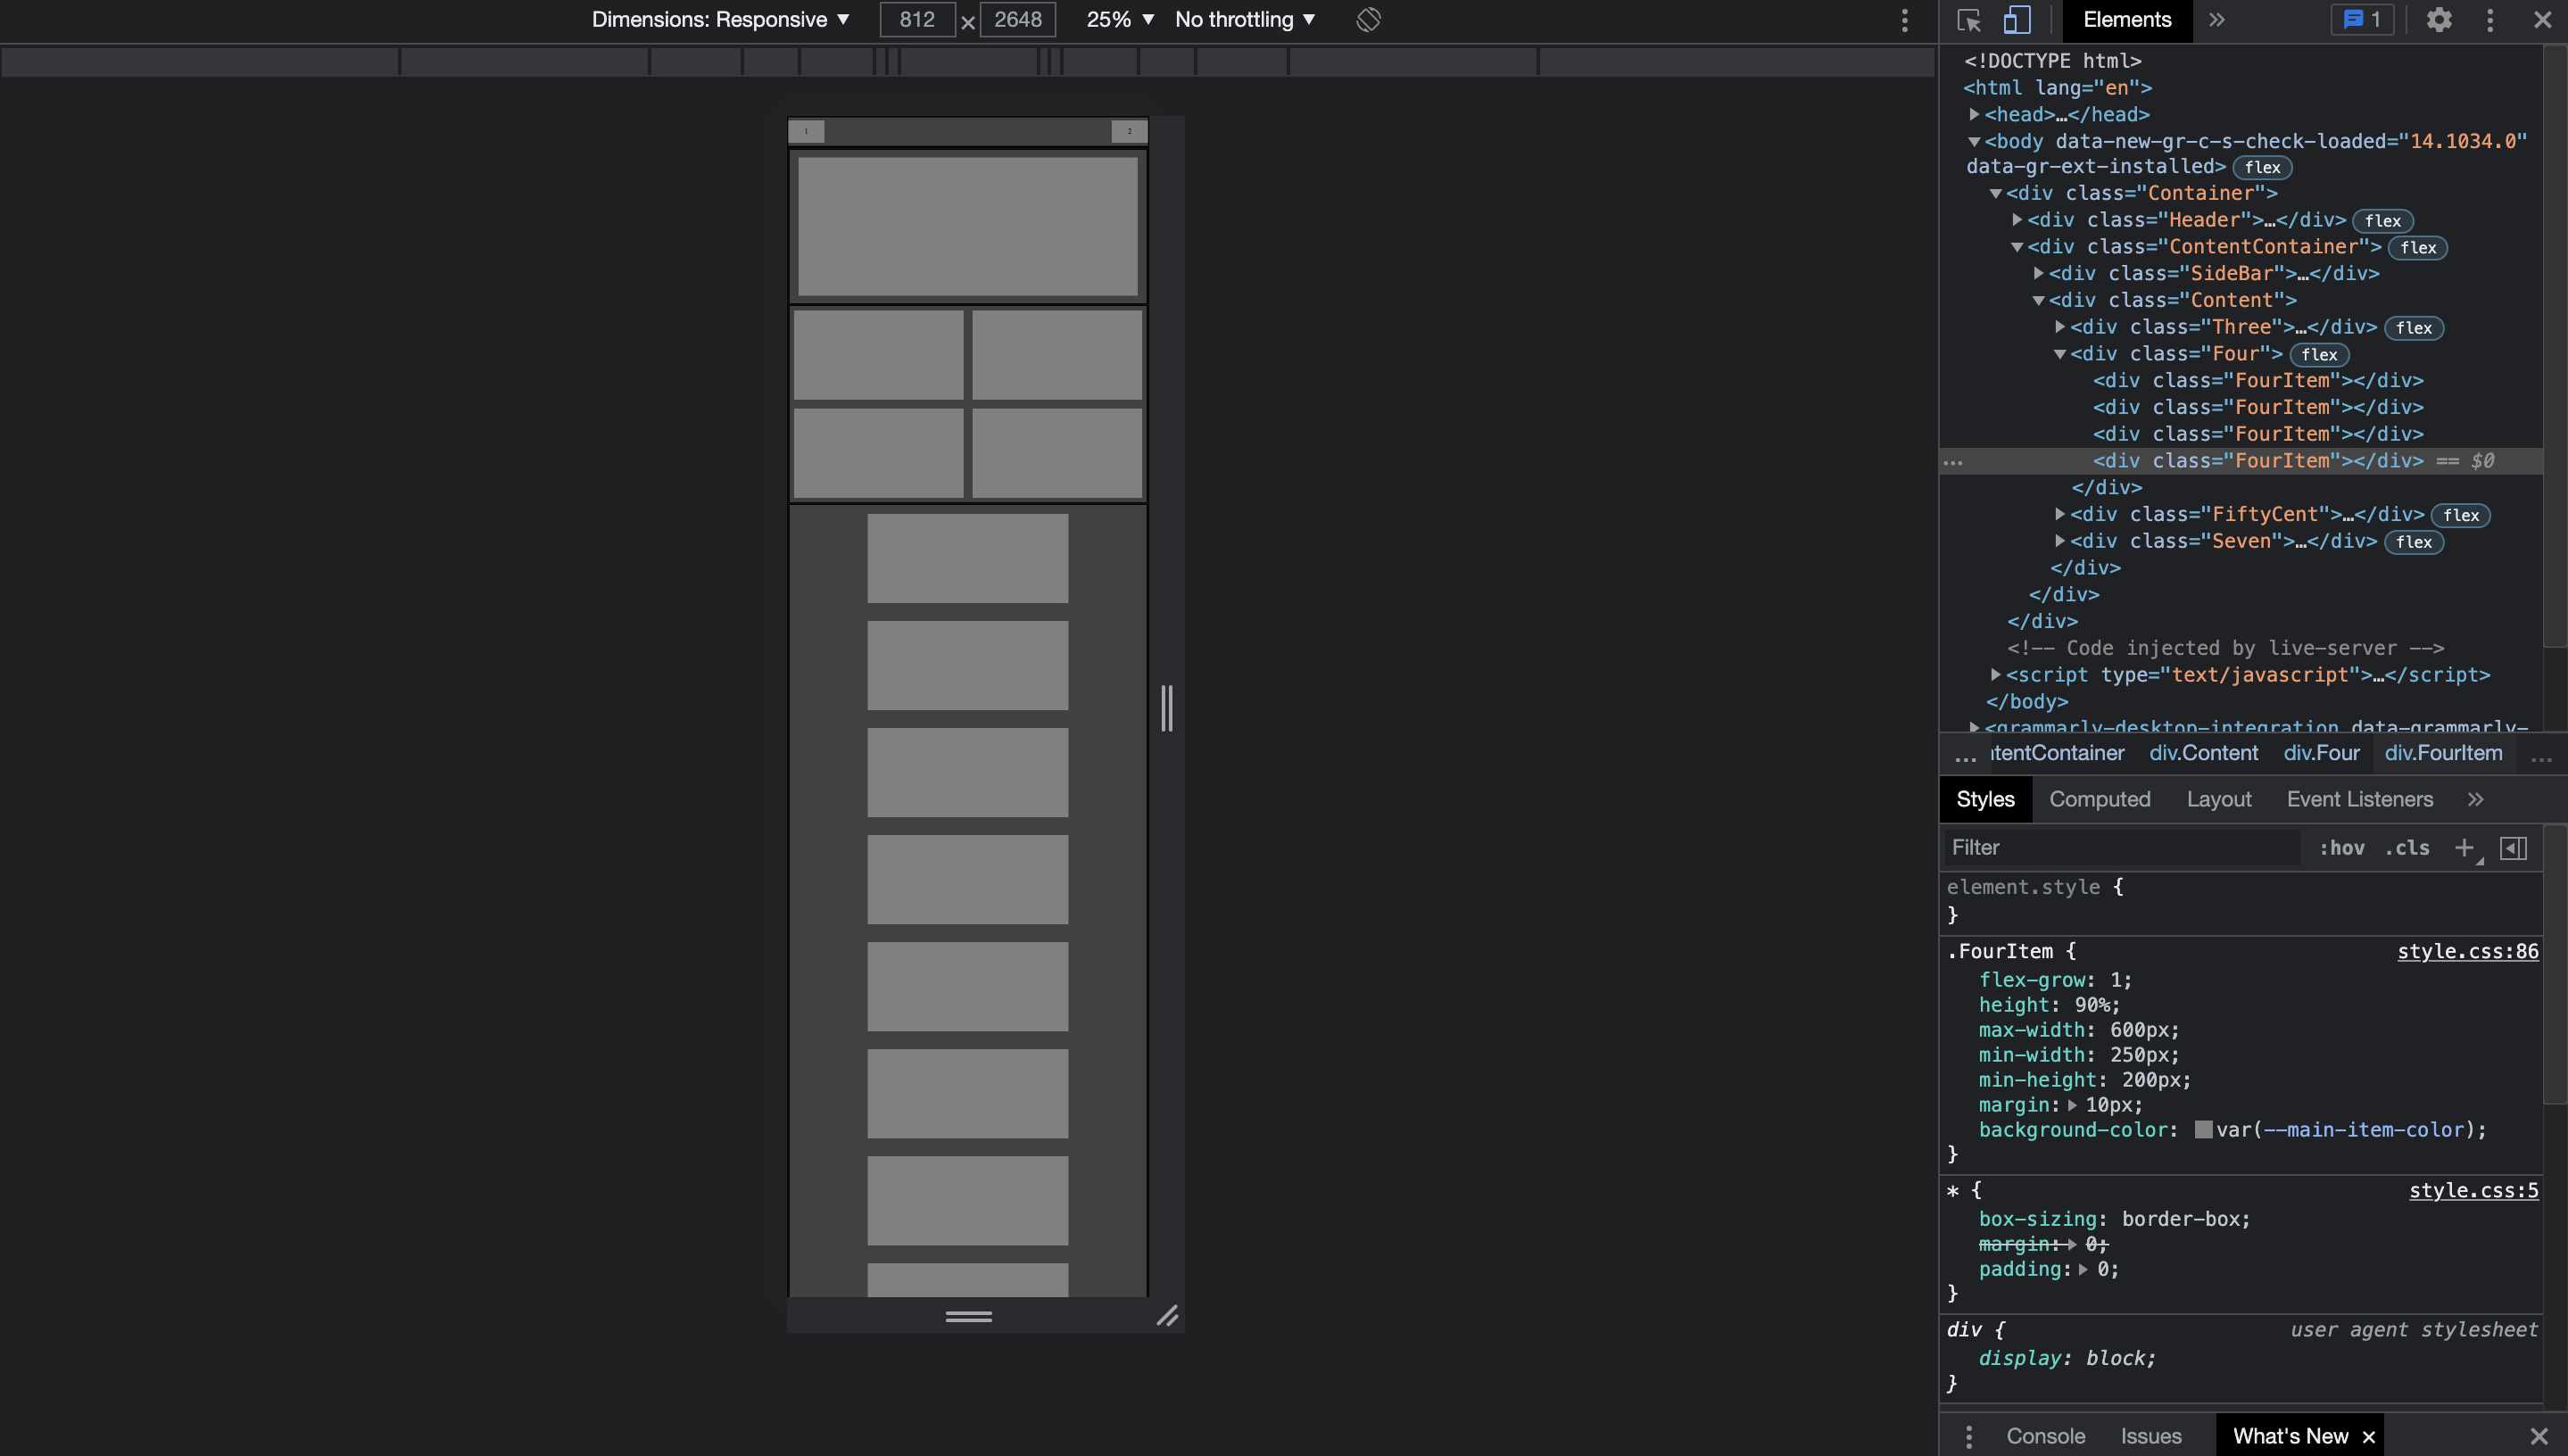 Dimensions: Responsive ▼ 812 × 2648 25% ▼ No throttling ▼
Elements » 1
1 2
<!DOCTYPE html>
<html lang="en">
▶<head>…</head>
▼<body data-new-gr-c-s-check-loaded="14.1034.0"
data-gr-ext-installed> flex
▼<div class="Container">
▶<div class="Header">…</div> flex
▼<div class="ContentContainer"> flex
▶<div class="SideBar">…</div>
▼<div class="Content">
▶<div class="Three">…</div> flex
▼<div class="Four"> flex
<div class="FourItem"></div>
<div class="FourItem"></div>
<div class="FourItem"></div>
… <div class="FourItem"></div> == $0
</div>
▶<div class="FiftyCent">…</div> flex
▶<div class="Seven">…</div> flex
</div>
</div>
</div>
<!-- Code injected by live-server -->
▶<script type="text/javascript">…</script>
</body>
▶<grammarly-desktop-integration data-grammarly-
… ntentContainer div.Content div.Four div.FourItem …
Styles Computed Layout Event Listeners »
Filter :hov .cls +
element.style {
}
.FourItem { style.css:86
flex-grow: 1;
height: 90%;
max-width: 600px;
min-width: 250px;
min-height: 200px;
margin:▶ 10px;
background-color: var(--main-item-color);
}
* { style.css:5
box-sizing: border-box;
margin:▶ 0;
padding:▶ 0;
}
div { user agent stylesheet
display: block;
}
Console Issues What's New ×